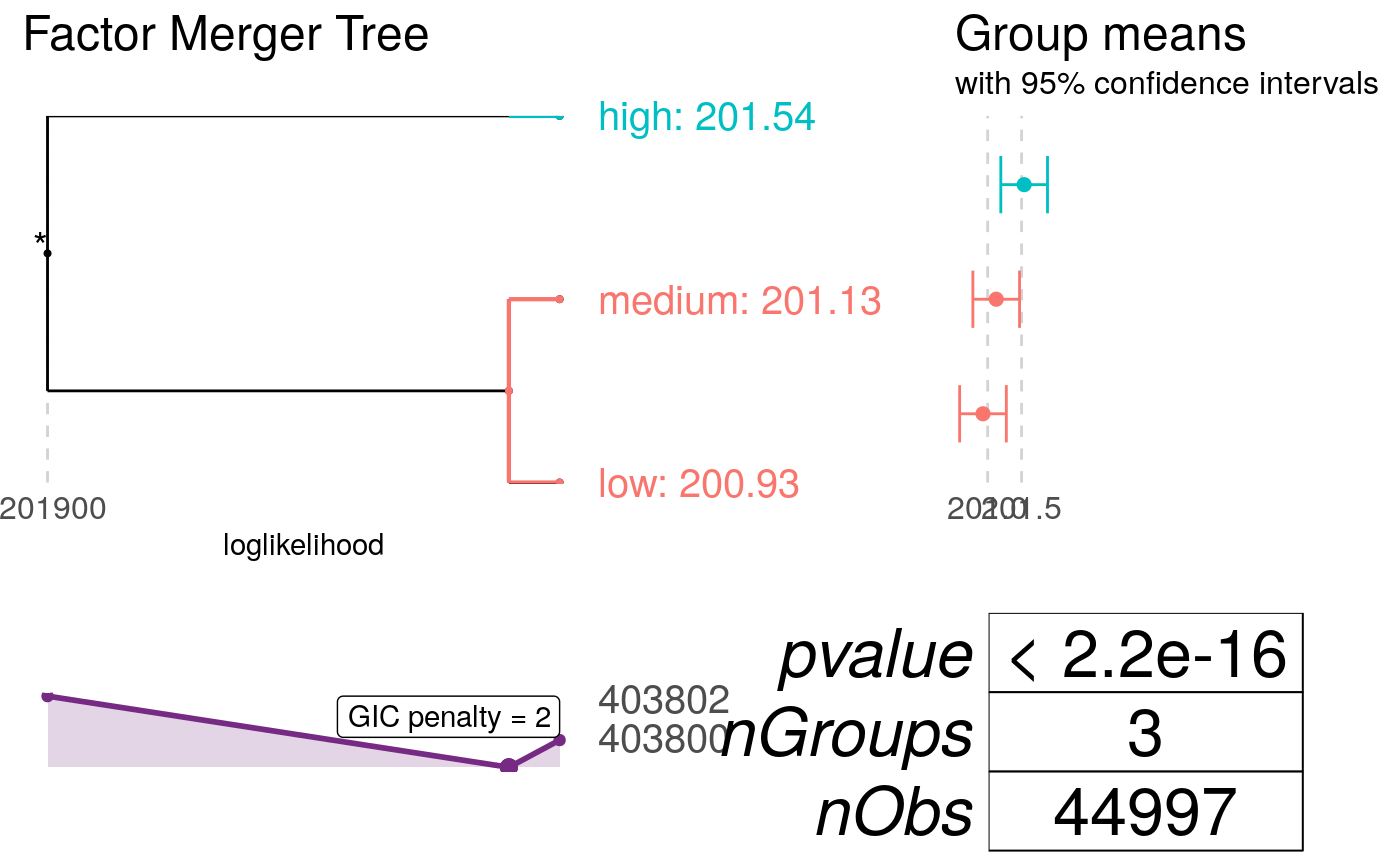 Factor Merger Tree
Group means
with 95% confidence intervals
high: 201.54
*
medium: 201.13
low: 200.93
201900
201.0
201.5
loglikelihood
GIC penalty = 2
403802
403800
pvalue < 2.2e-16
nGroups 3
nObs 44997